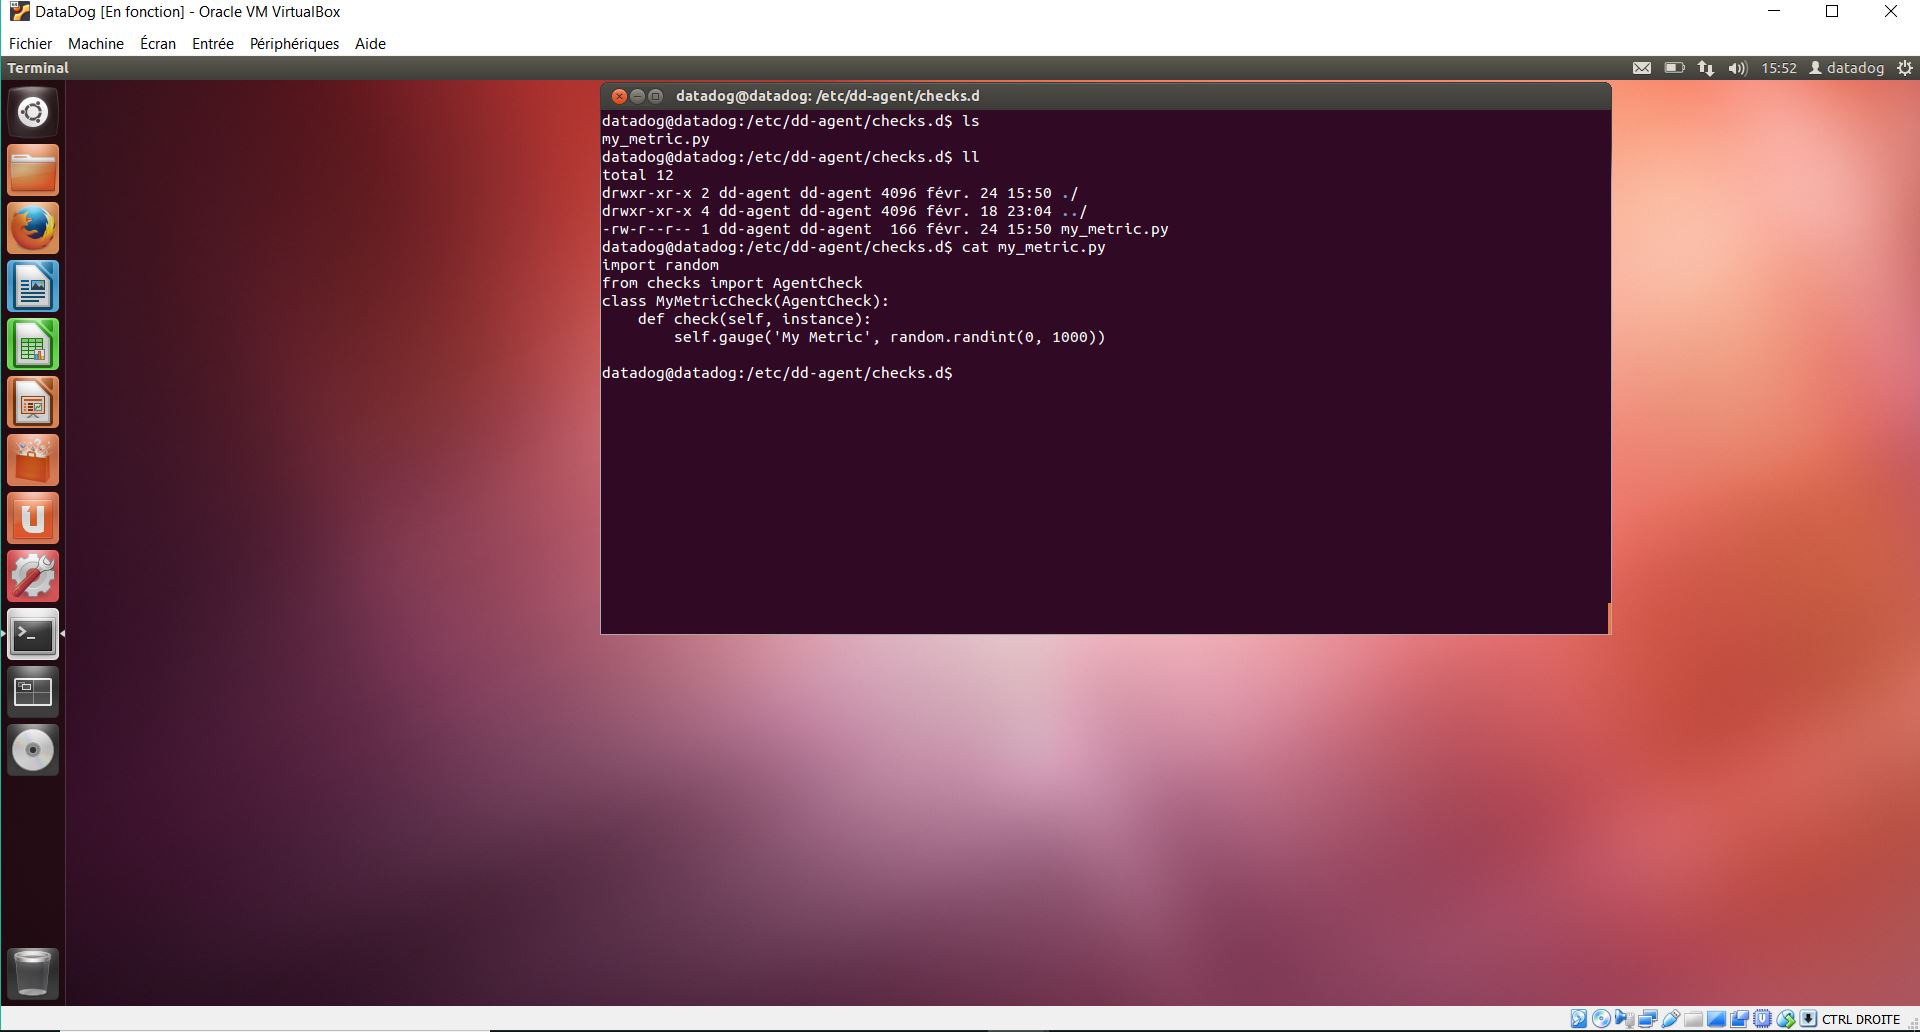 DataDog [En fonction] - Oracle VM VirtualBox
Fichier Machine Écran Entrée Périphériques Aide
Terminal 15:52 datadog
datadog@datadog: /etc/dd-agent/checks.d
datadog@datadog:/etc/dd-agent/checks.d$ ls
my_metric.py
datadog@datadog:/etc/dd-agent/checks.d$ ll
total 12
drwxr-xr-x 2 dd-agent dd-agent 4096 févr. 24 15:50 ./
drwxr-xr-x 4 dd-agent dd-agent 4096 févr. 18 23:04 ../
-rw-r--r-- 1 dd-agent dd-agent  166 févr. 24 15:50 my_metric.py
datadog@datadog:/etc/dd-agent/checks.d$ cat my_metric.py
import random
from checks import AgentCheck
class MyMetricCheck(AgentCheck):
    def check(self, instance):
        self.gauge('My Metric', random.randint(0, 1000))
datadog@datadog:/etc/dd-agent/checks.d$
CTRL DROITE